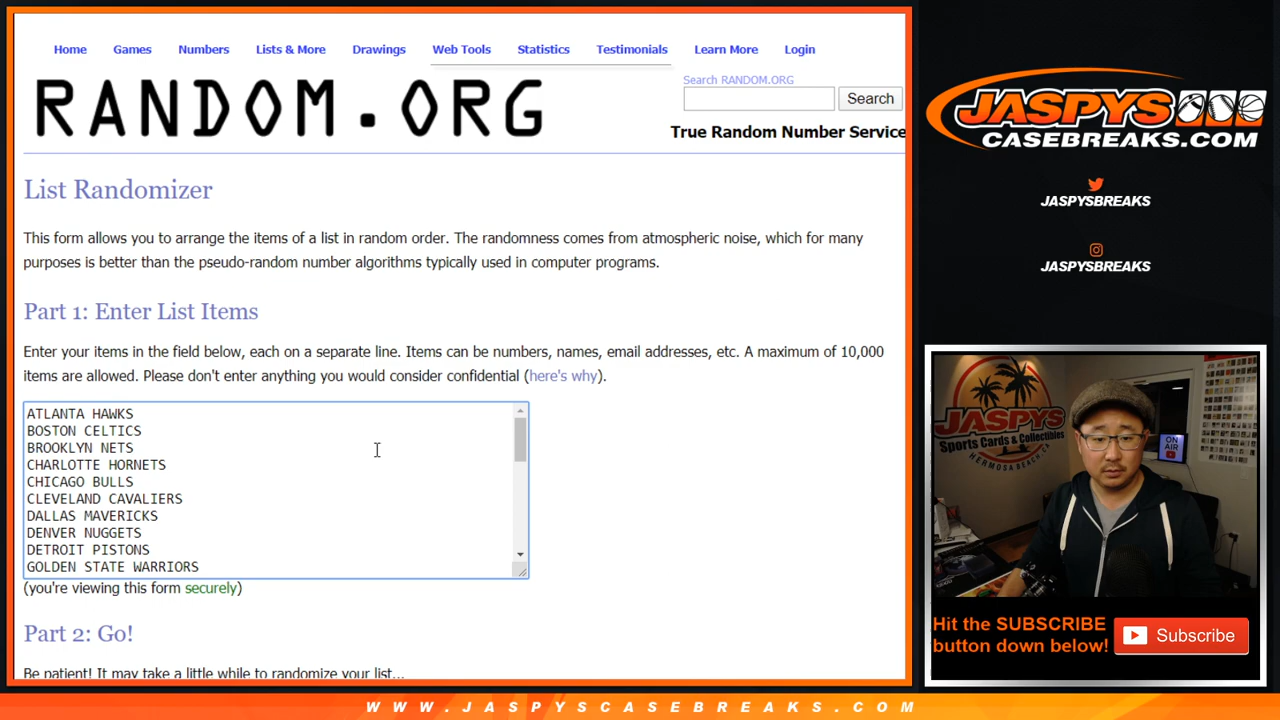 Home Games Numbers Lists & More Drawings Web Tools Statistics Testimonials Learn More Login
RANDOM.ORG
Search RANDOM.ORG
Search
True Random Number Service
List Randomizer
This form allows you to arrange the items of a list in random order. The randomness comes from atmospheric noise, which for many
purposes is better than the pseudo-random number algorithms typically used in computer programs.
Part 1: Enter List Items
Enter your items in the field below, each on a separate line. Items can be numbers, names, email addresses, etc. A maximum of 10,000
items are allowed. Please don't enter anything you would consider confidential (here's why).
ATLANTA HAWKS
BOSTON CELTICS
BROOKLYN NETS
CHARLOTTE HORNETS
CHICAGO BULLS
CLEVELAND CAVALIERS
DALLAS MAVERICKS
DENVER NUGGETS
DETROIT PISTONS
GOLDEN STATE WARRIORS
(you're viewing this form securely)
Part 2: Go!
Be patient! It may take a little while to randomize your list...
JASPYS
CASEBREAKS.COM
JASPYSBREAKS
JASPYSBREAKS
JASPYS
Sports Cards & Collectibles
HERMOSA BEACH, CA
ON
AIR
Hit the SUBSCRIBE
button down below!
Subscribe
WWW.JASPYSCASEBREAKS.COM